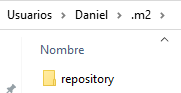 Usuarios > Daniel > .m2 >
Nombre
repository